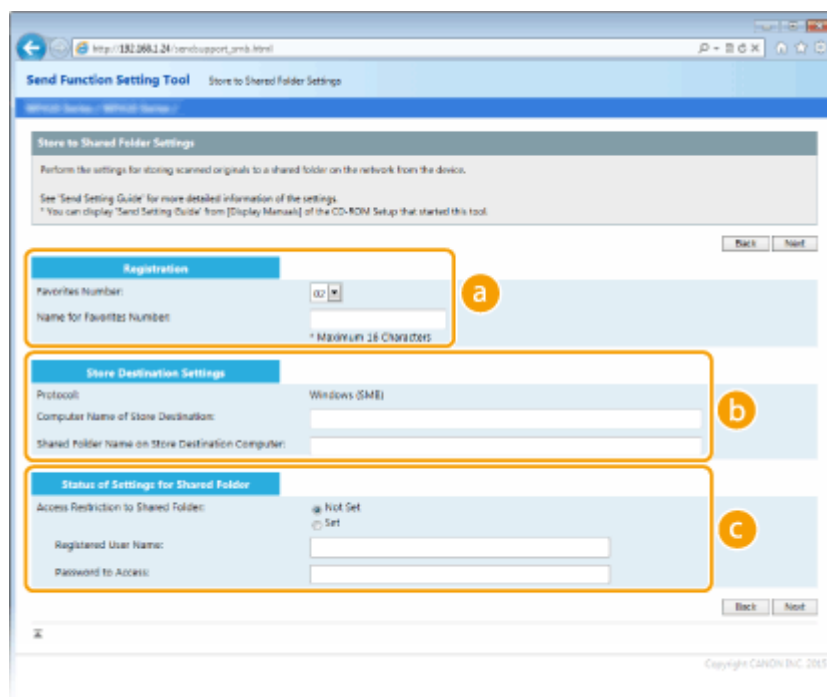 http://192.168.1.24/sendsupport_smb.html
Send Function Setting Tool Store to Shared Folder Settings
Store to Shared Folder Settings
Perform the settings for storing scanned originals to a shared folder on the network from the device.
See 'Send Setting Guide' for more detailed information of the settings.
* You can display 'Send Setting Guide' from [Display Manuals] of the CD-ROM Setup that started this tool.
Back Next
Registration
Favorites Number: 02
Name for Favorites Number:
* Maximum 16 Characters
a
Store Destination Settings
Protocol: Windows (SMB)
Computer Name of Store Destination:
Shared Folder Name on Store Destination Computer:
b
Status of Settings for Shared Folder
Access Restriction to Shared Folder: Not Set
Set
Registered User Name:
Password to Access:
c
Back Next
Copyright CANON INC. 2015